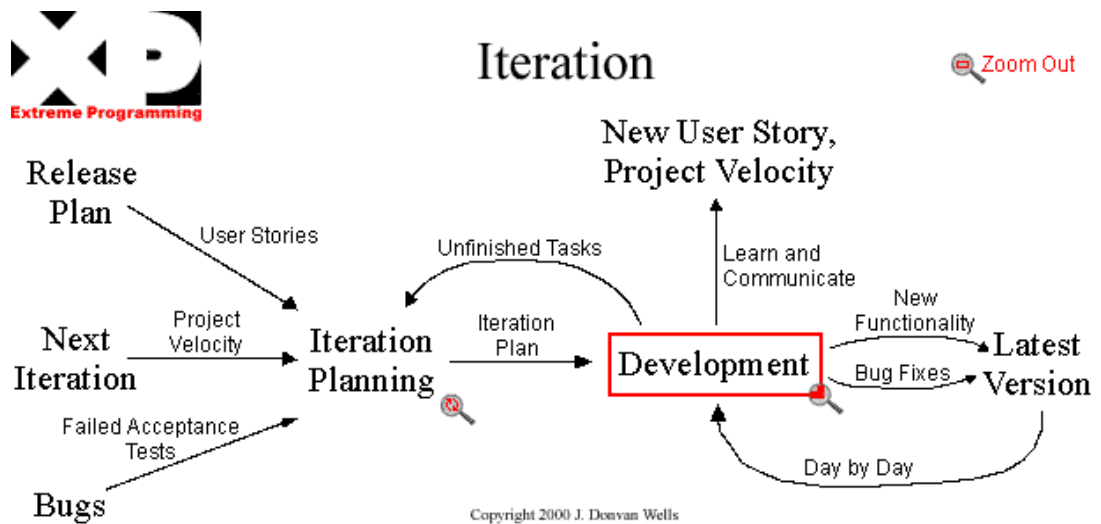 XP
Extreme Programming
Iteration
Zoom Out
New User Story,
Project Velocity
Release
Plan
User Stories
Unfinished Tasks
Learn and
Communicate
Next
Iteration
Project
Velocity
Iteration
Planning
Iteration
Plan
Development
New
Functionality
Bug Fixes
Latest
Version
Failed Acceptance
Tests
Bugs
Day by Day
Copyright 2000 J. Donvan Wells